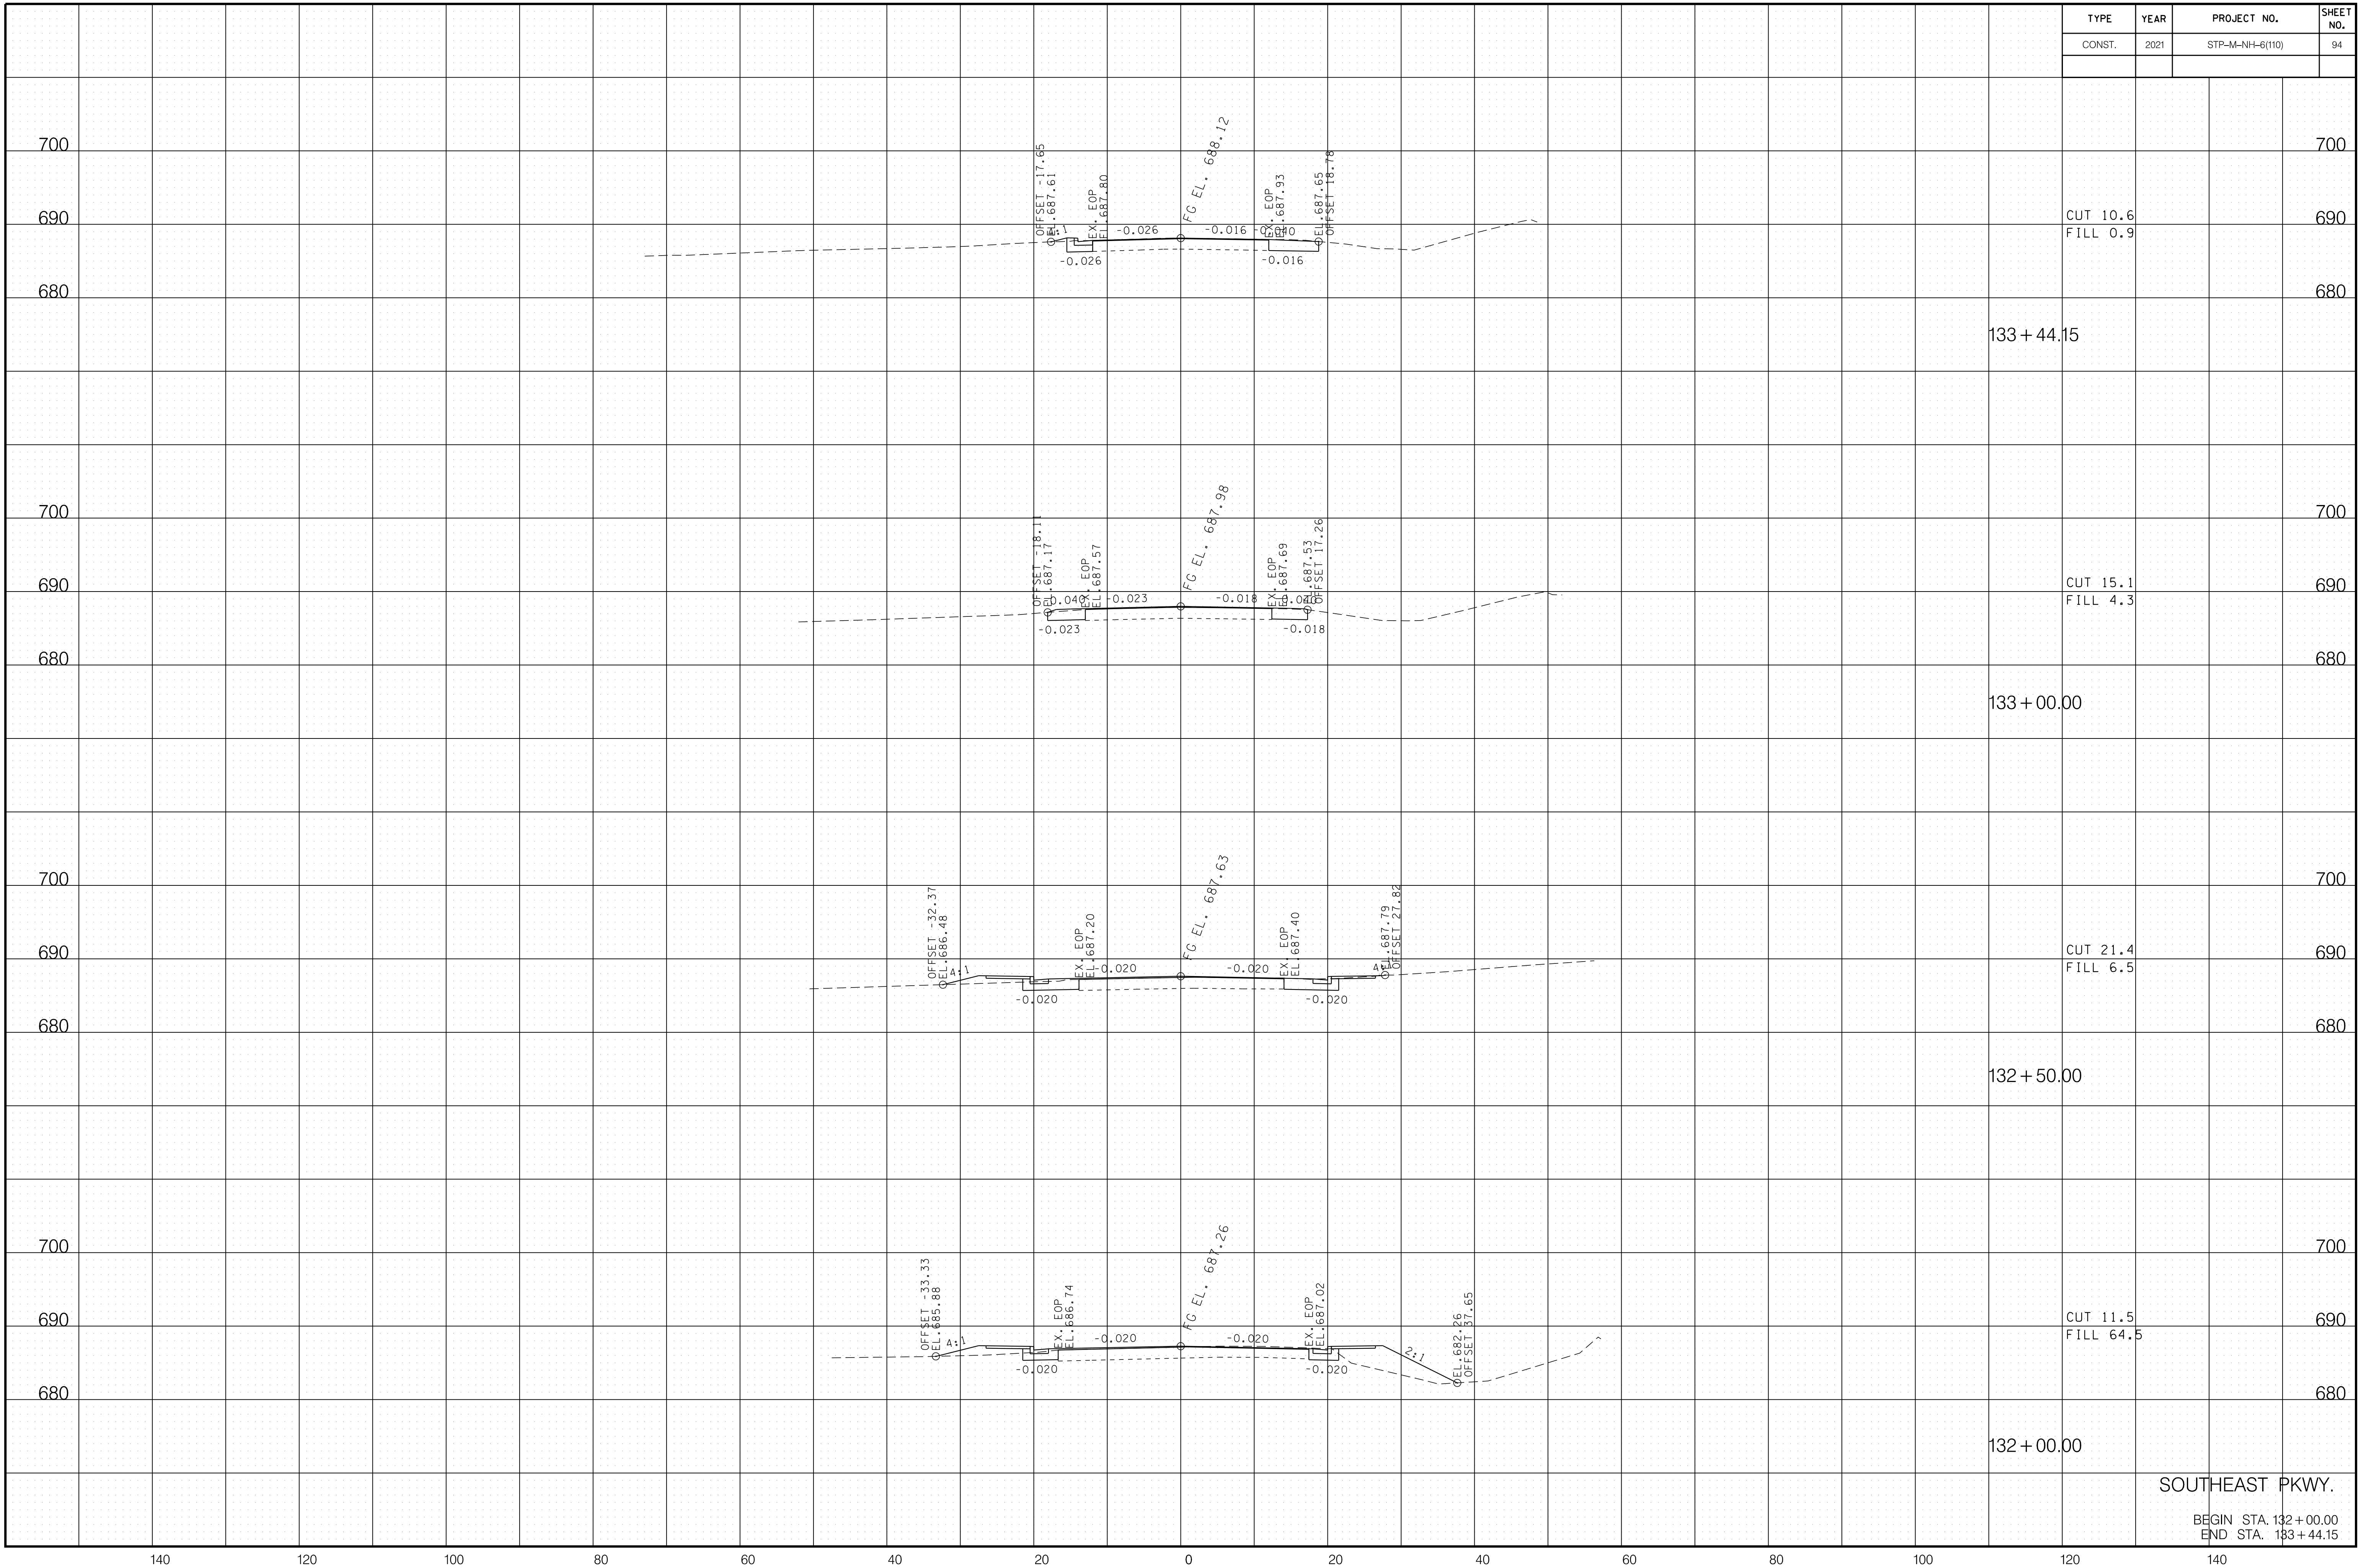 TYPE YEAR PROJECT NO. SHEET NO.
CONST. 2021 STP-M-NH-6(110) 94
700 700
690 690
680 680
OFFSET -17.65
EL.687.61
EX. EOP
EL.687.80
FG EL. 688.12
EX. EOP
EL.687.93
EL.687.65
OFFSET 18.78
-0.026 -0.016 -0.040
-0.026 -0.016
CUT 10.6
FILL 0.9
133+44.15
700 700
690 690
680 680
OFFSET -18.11
EL.687.17
EX. EOP
EL.687.57
FG EL. 687.98
EX. EOP
EL.687.69
EL.687.53
OFFSET 17.26
0.040 -0.023 -0.018
-0.023 -0.018
CUT 15.1
FILL 4.3
133+00.00
700 700
690 690
680 680
OFFSET -32.37
EL.686.48
EX. EOP
EL.687.20
FG EL. 687.63
EX. EOP
EL.687.40
EL.687.79
OFFSET 27.82
4:1 -0.020 -0.020
-0.020 -0.020
CUT 21.4
FILL 6.5
132+50.00
700 700
690 690
680 680
OFFSET -33.33
EL.685.88
EX. EOP
EL.686.74
FG EL. 687.26
EX. EOP
EL.687.02
EL.682.26
OFFSET 37.65
4:1 -0.020 -0.020 2:1
-0.020 -0.020
CUT 11.5
FILL 64.5
132+00.00
SOUTHEAST PKWY.
BEGIN STA. 132+00.00
END STA. 133+44.15
140 120 100 80 60 40 20 0 20 40 60 80 100 120 140